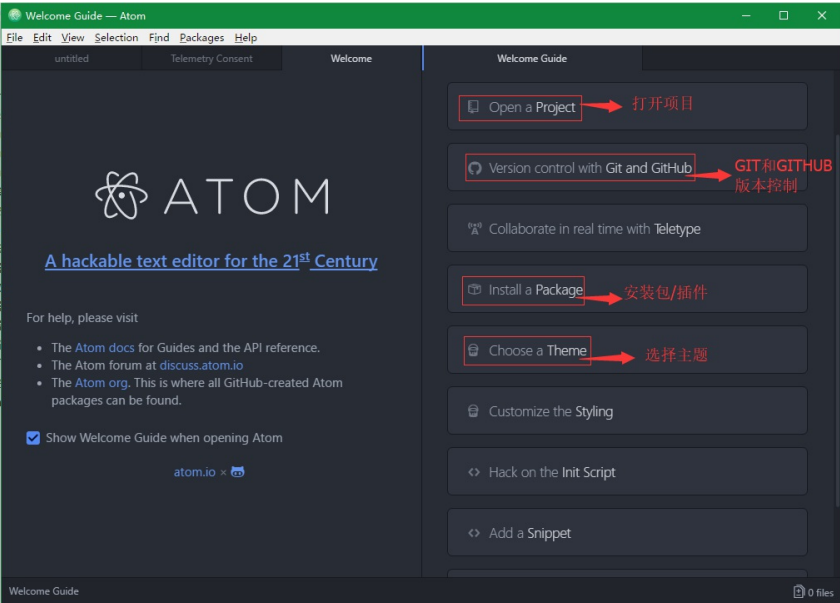 Welcome Guide — Atom
File Edit View Selection Find Packages Help
untitled
Telemetry Consent
Welcome
Welcome Guide
ATOM
A hackable text editor for the 21st Century
For help, please visit
The Atom docs for Guides and the API reference.
The Atom forum at discuss.atom.io
The Atom org. This is where all GitHub-created Atom
packages can be found.
Show Welcome Guide when opening Atom
atom.io ×
Open a Project
打开项目
Version control with Git and GitHub
GIT和GITHUB
版本控制
Collaborate in real time with Teletype
Install a Package
安装包/插件
Choose a Theme
选择主题
Customize the Styling
Hack on the Init Script
Add a Snippet
Welcome Guide
0 files